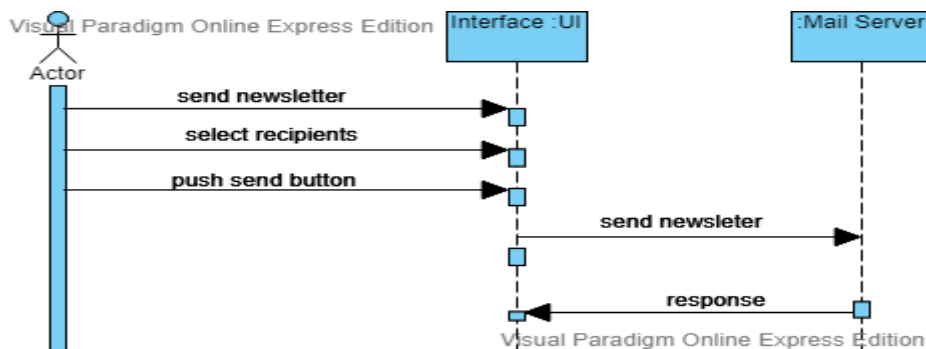 Visual Paradigm Online Express Edition
Interface :UI
:Mail Server
Actor
send newsletter
select recipients
push send button
send newsleter
response
Visual Paradigm Online Express Edition